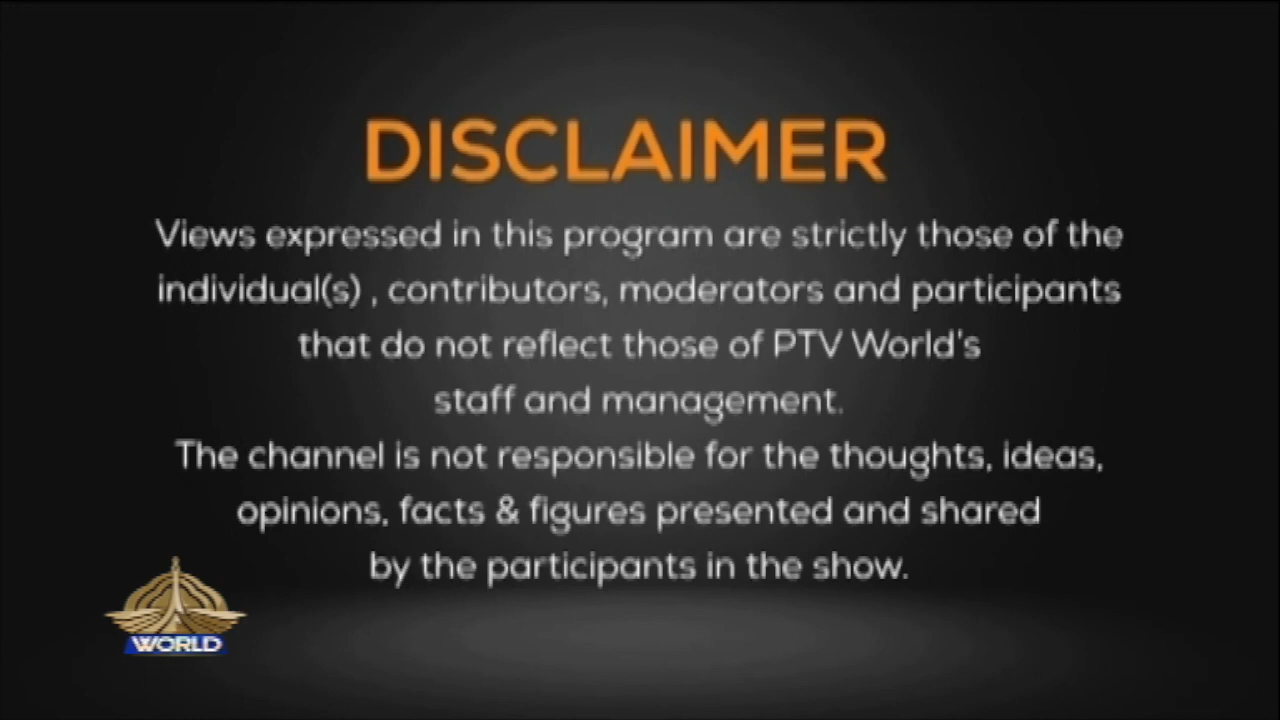 DISCLAIMER
Views expressed in this program are strictly those of the
individual(s) , contributors, moderators and participants
that do not reflect those of PTV World's
staff and management.
The channel is not responsible for the thoughts, ideas,
opinions, facts & figures presented and shared
by the participants in the show.
WORLD